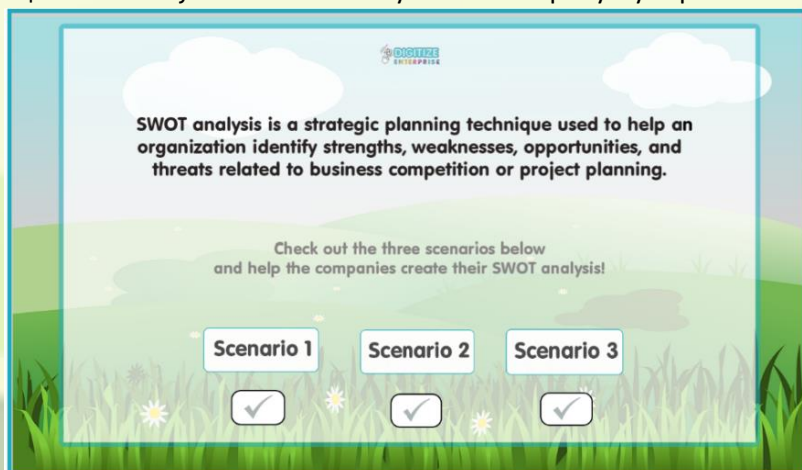 DIGITIZE
ENTERPRISE
SWOT analysis is a strategic planning technique used to help an
organization identify strengths, weaknesses, opportunities, and
threats related to business competition or project planning.
Check out the three scenarios below
and help the companies create their SWOT analysis!
Scenario 1
Scenario 2
Scenario 3